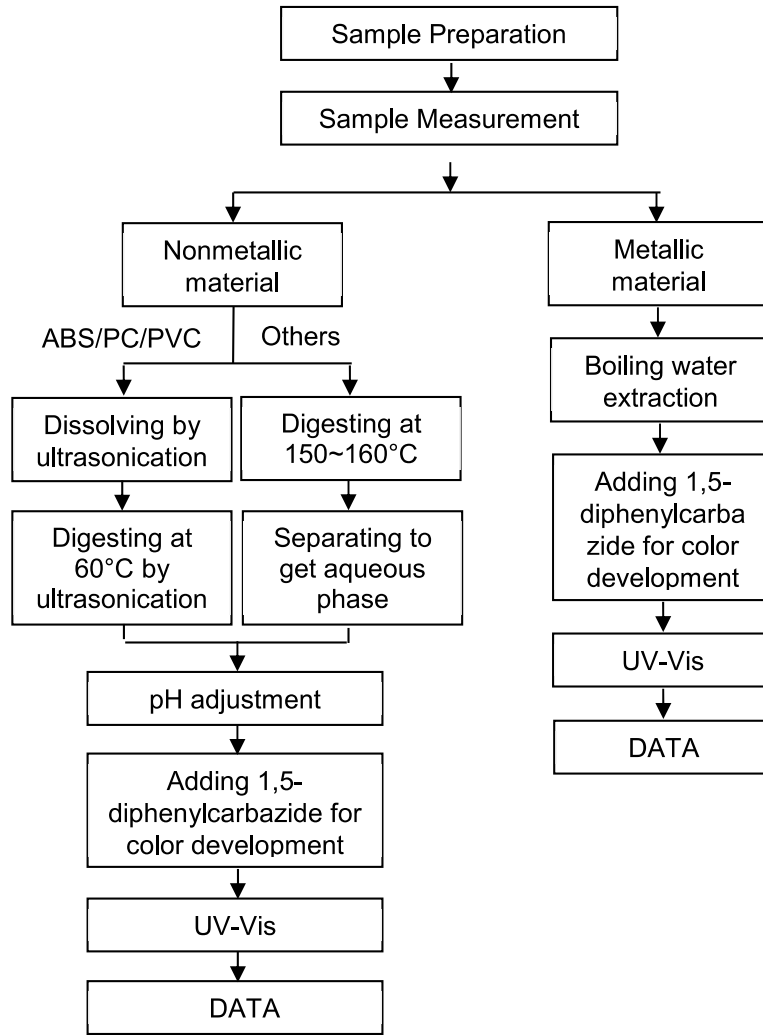 Sample Preparation
Sample Measurement
Nonmetallic
material
Metallic
material
ABS/PC/PVC
Others
Boiling water
extraction
Dissolving by
ultrasonication
Digesting at
150~160°C
Adding 1,5-
diphenylcarba
zide for color
development
Digesting at
60°C by
ultrasonication
Separating to
get aqueous
phase
UV-Vis
pH adjustment
DATA
Adding 1,5-
diphenylcarbazide for
color development
UV-Vis
DATA